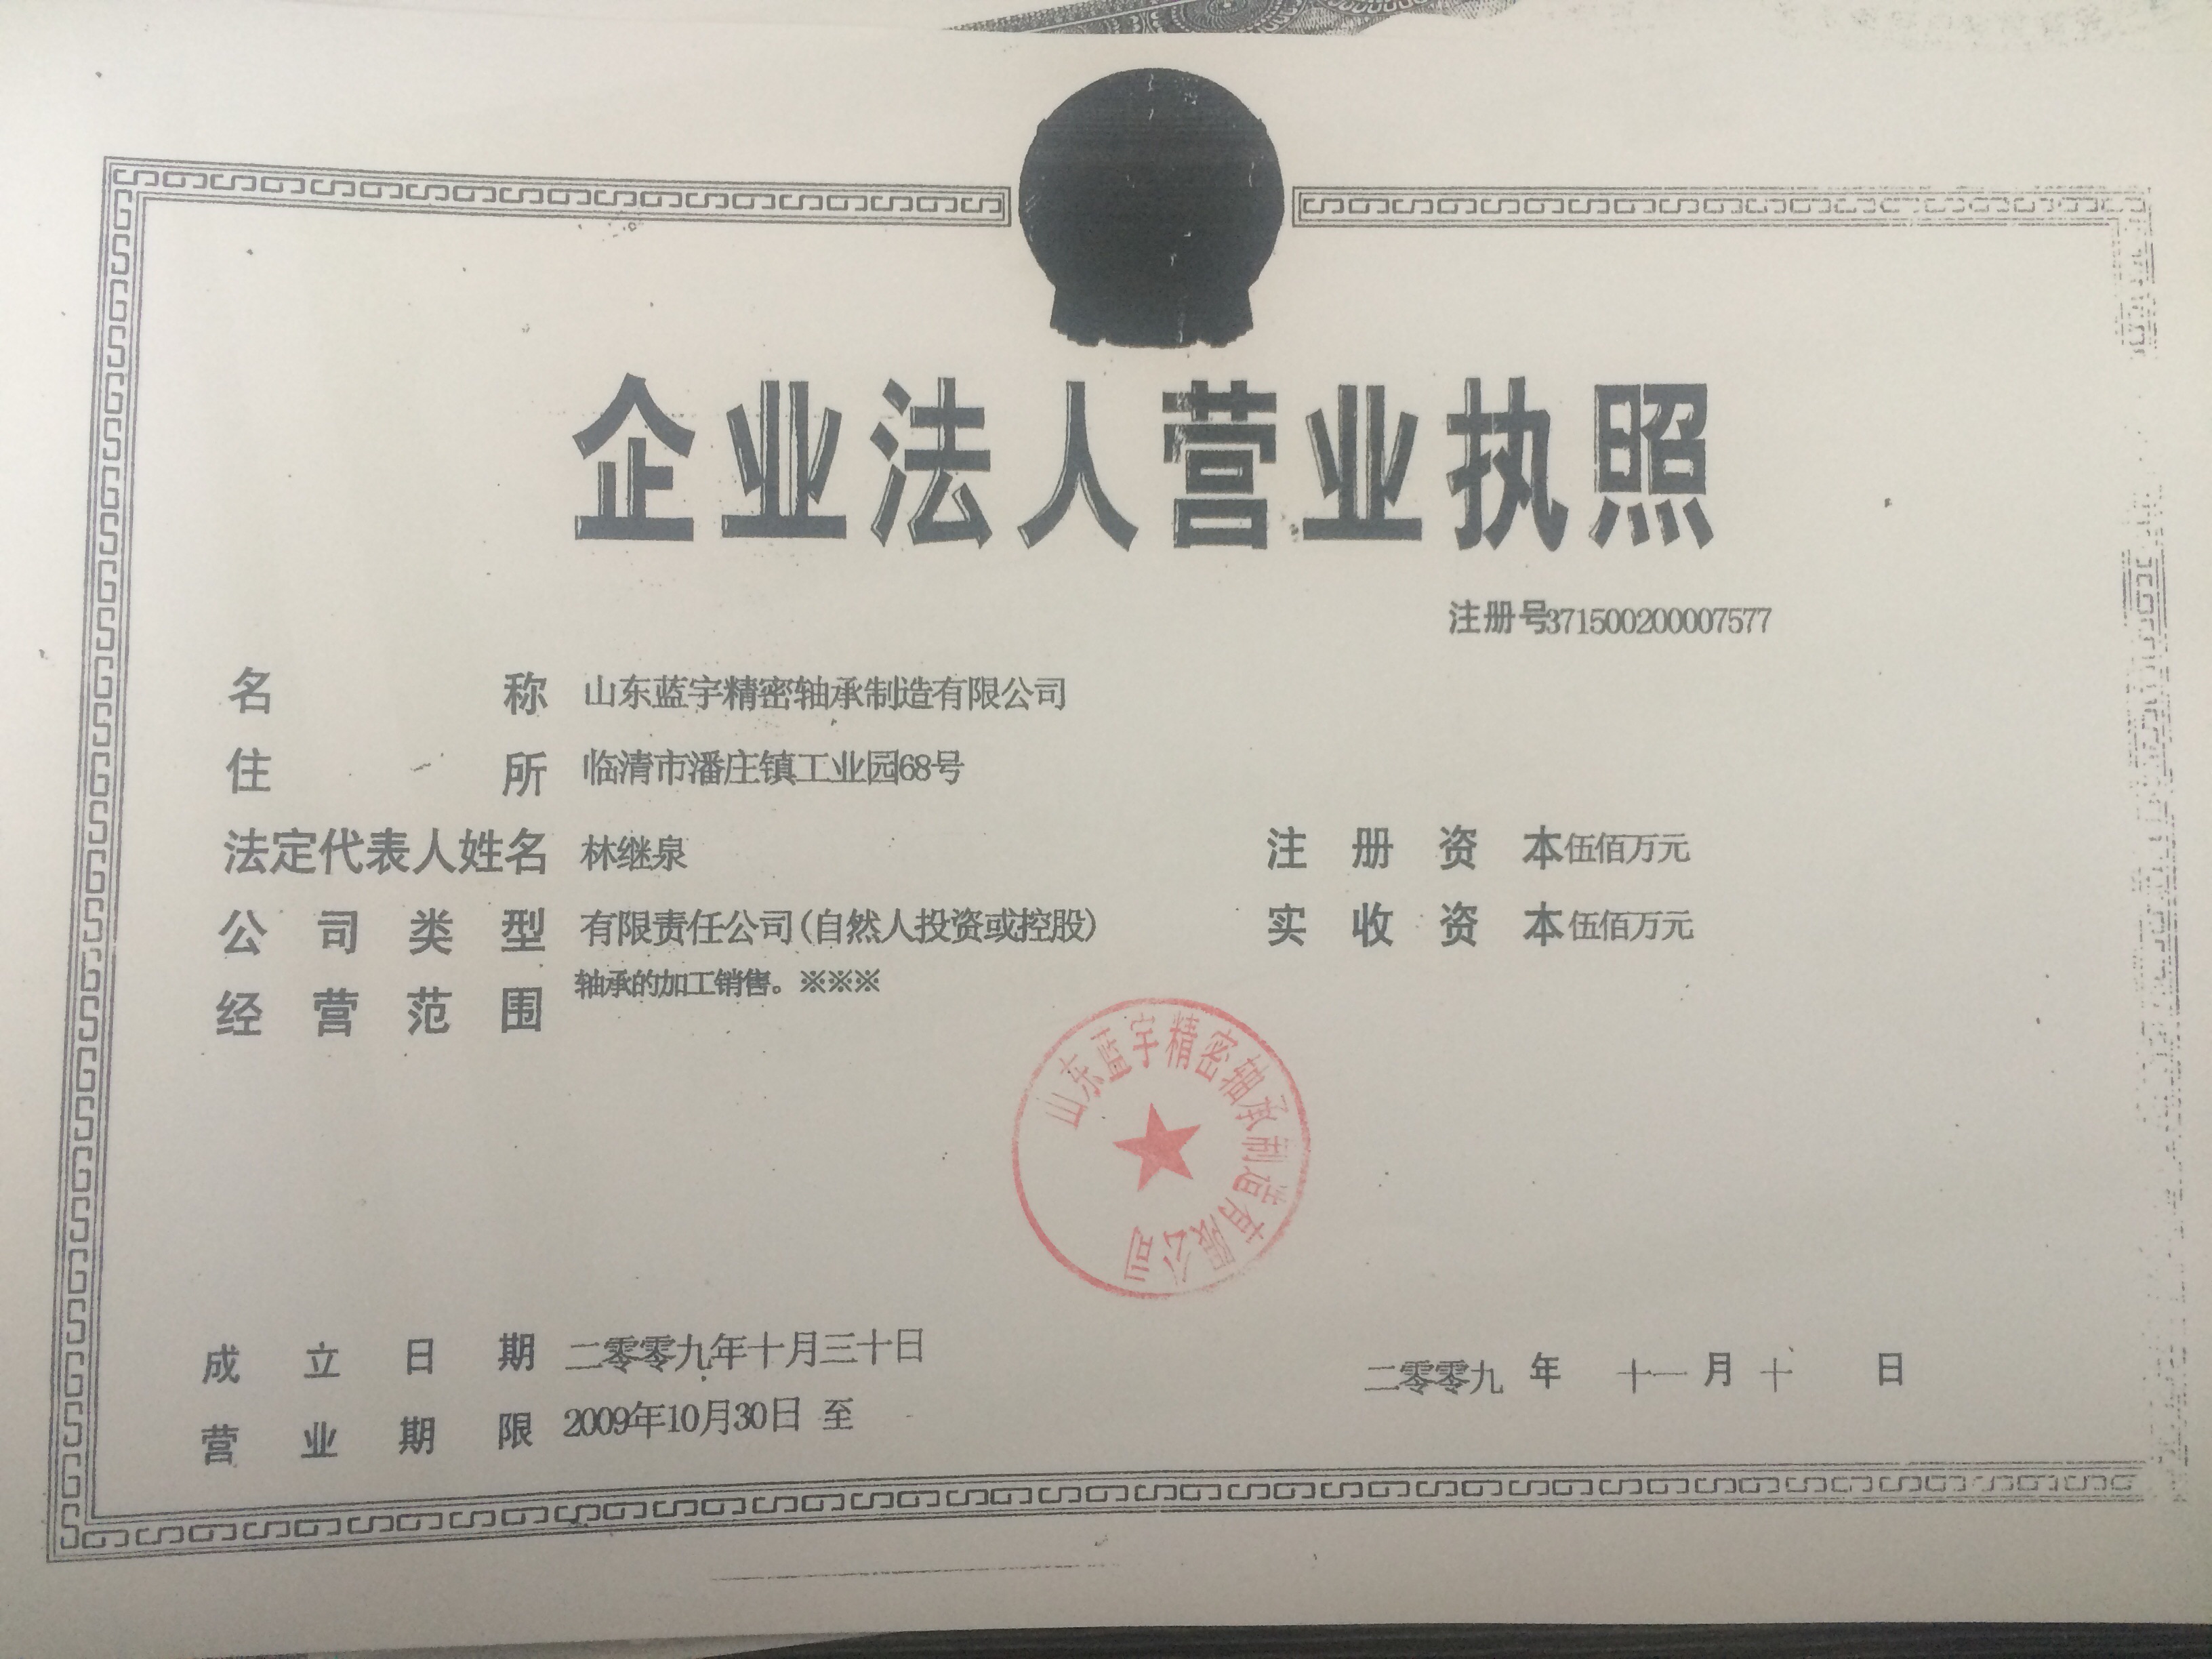 企业法人营业执照
注册号371500200007577
名称 山东蓝宇精密轴承制造有限公司
住所 临清市潘庄镇工业园68号
法定代表人姓名 林继泉 注册资本 伍佰万元
公司类型 有限责任公司(自然人投资或控股) 实收资本 伍佰万元
经营范围 轴承的加工销售。※※※
山东蓝宇精密轴承制造有限公司
成立日期 二零零九年十月三十日
二零零九 年 十一 月 十 日
营业期限 2009年10月30日 至